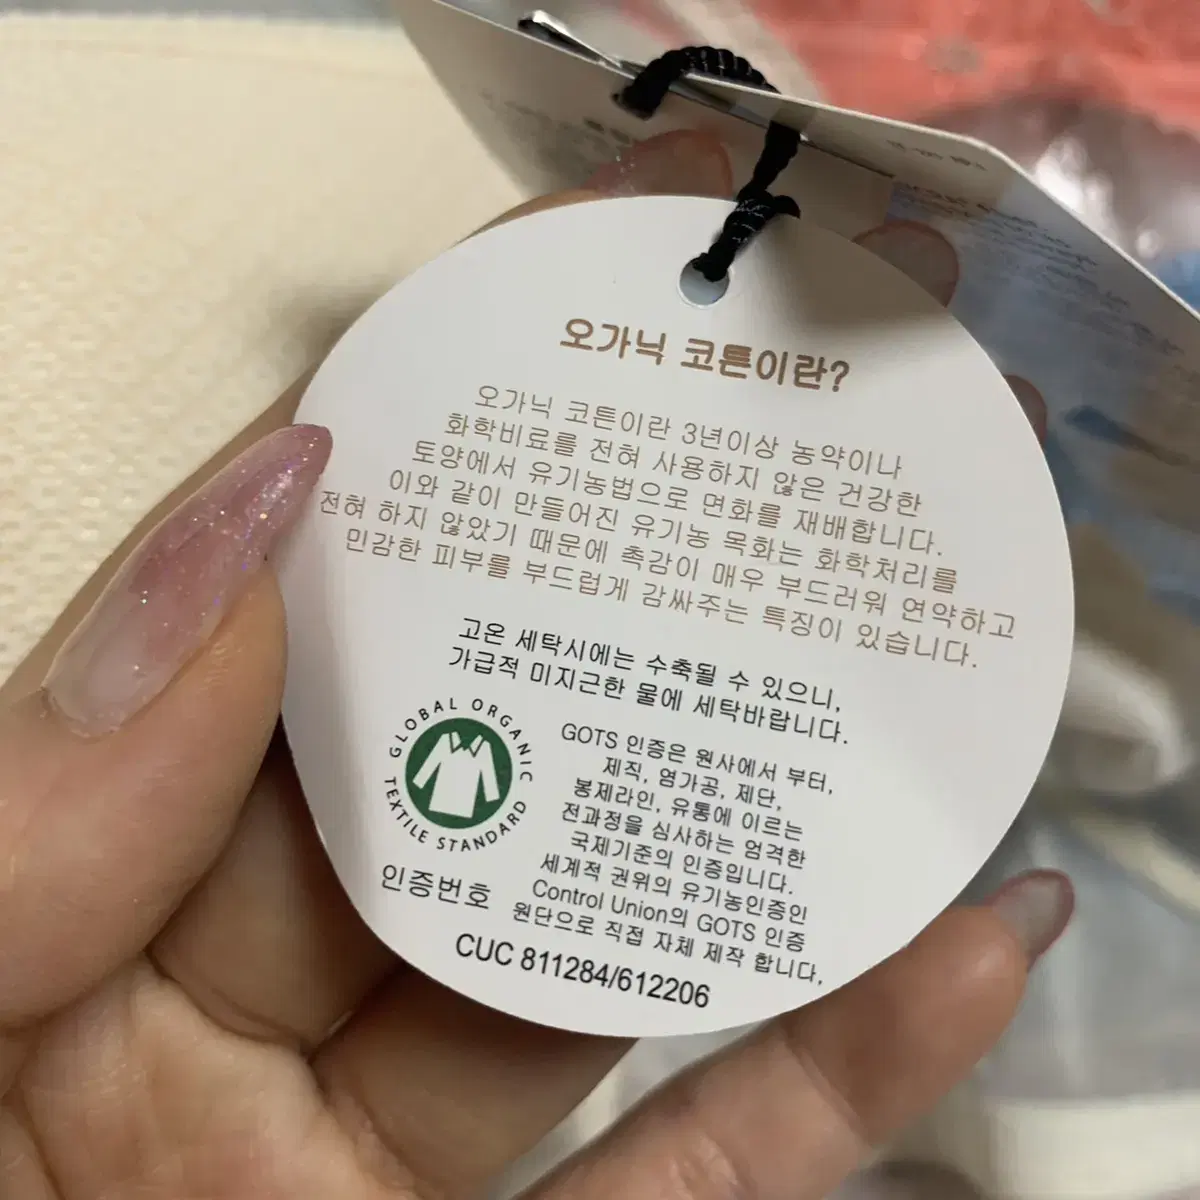 오가닉 코튼이란?
오가닉 코튼이란 3년이상 농약이나
화학비료를 전혀 사용하지 않은 건강한
토양에서 유기농법으로 면화를 재배합니다.
이와 같이 만들어진 유기농 목화는 화학처리를
전혀 하지 않았기 때문에 촉감이 매우 부드러워 연약하고
민감한 피부를 부드럽게 감싸주는 특징이 있습니다.
고온 세탁시에는 수축될 수 있으니,
가급적 미지근한 물에 세탁바랍니다.
GLOBAL ORGANIC
TEXTILE STANDARD
인증번호
GOTS 인증은 원사에서 부터,
제직, 염가공, 제단,
봉제라인, 유통에 이르는
전과정을 심사하는 엄격한
국제기준의 인증입니다.
세계적 권위의 유기농인증인
Control Union의 GOTS 인증
원단으로 직접 자체 제작 합니다,
CUC 811284/612206